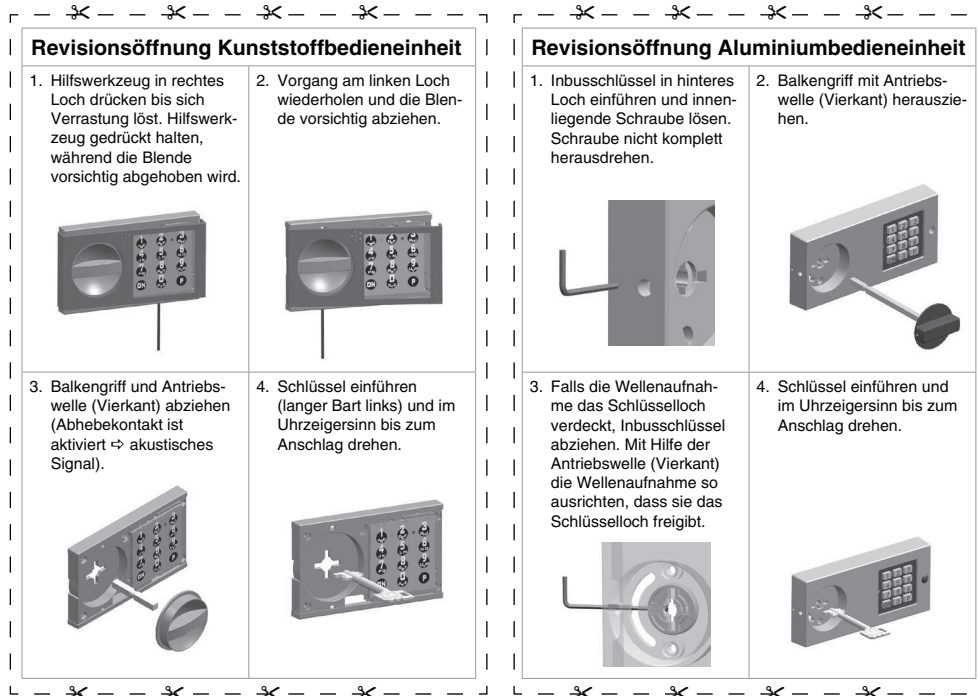 Revisionsöffnung Kunststoffbedieneinheit
1. Hilfswerkzeug in rechtes
Loch drücken bis sich
Verrastung löst. Hilfswerk-
zeug gedrückt halten,
während die Blende
vorsichtig abgehoben wird.
2. Vorgang am linken Loch
wiederholen und die Blen-
de vorsichtig abziehen.
3. Balkengriff und Antriebs-
welle (Vierkant) abziehen
(Abhebekontakt ist
aktiviert ⇨ akustisches
Signal).
4. Schlüssel einführen
(langer Bart links) und im
Uhrzeigersinn bis zum
Anschlag drehen.
Revisionsöffnung Aluminiumbedieneinheit
1. Inbusschlüssel in hinteres
Loch einführen und innen-
liegende Schraube lösen.
Schraube nicht komplett
herausdrehen.
2. Balkengriff mit Antriebs-
welle (Vierkant) herauszie-
hen.
3. Falls die Wellenaufnah-
me das Schlüsselloch
verdeckt, Inbusschlüssel
abziehen. Mit Hilfe der
Antriebswelle (Vierkant)
die Wellenaufnahme so
ausrichten, dass sie das
Schlüsselloch freigibt.
4. Schlüssel einführen und
im Uhrzeigersinn bis zum
Anschlag drehen.